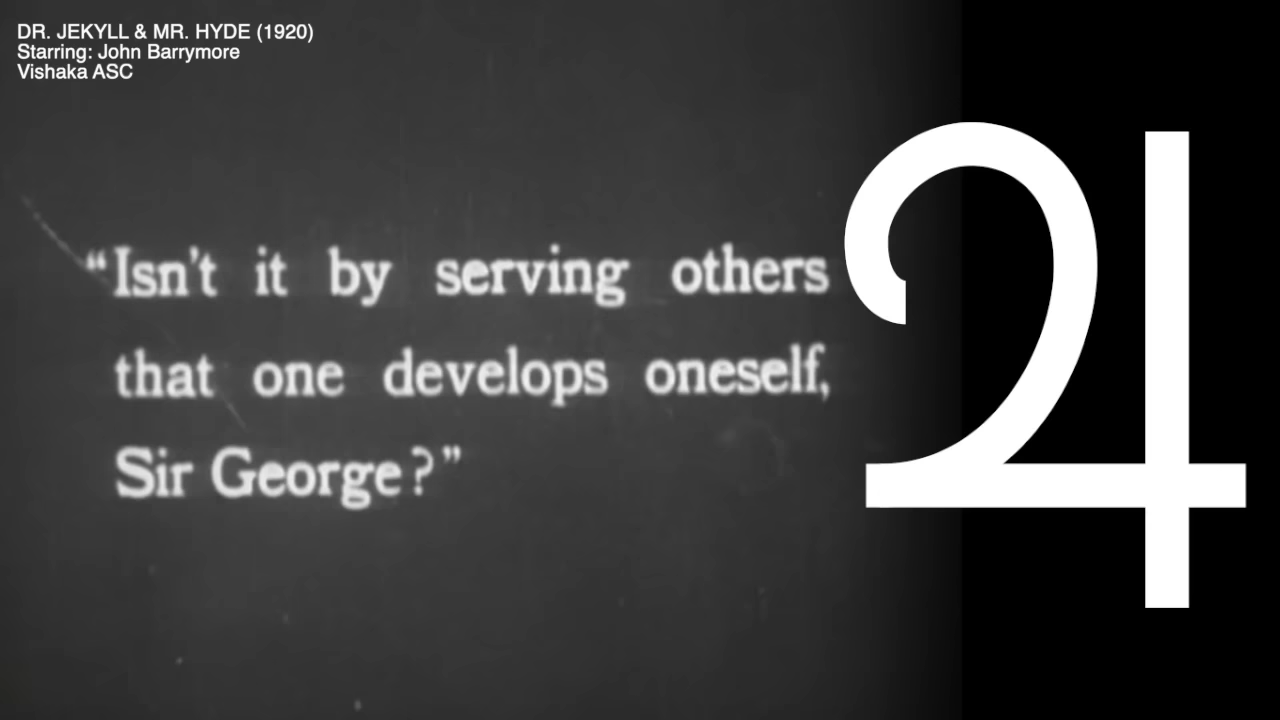 DR. JEKYLL & MR. HYDE (1920)
Starring: John Barrymore
Vishaka ASC
“Isn't it by serving others
that one develops oneself,
Sir George?”
♃